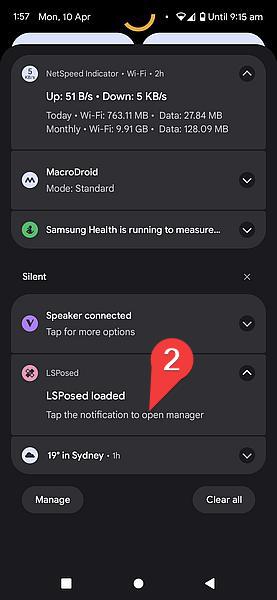 1:57 Mon, 10 Apr Until 9:15 am
5 KB/s NetSpeed Indicator • Wi-Fi • 2h
Up: 51 B/s • Down: 5 KB/s
Today • Wi-Fi: 763.11 MB • Data: 27.84 MB
Monthly • Wi-Fi: 9.91 GB • Data: 128.09 MB
MacroDroid
Mode: Standard
Samsung Health is running to measure...
Silent
Speaker connected
Tap for more options
LSPosed
2
LSPosed loaded
Tap the notification to open manager
19° in Sydney • 1h
Manage Clear all